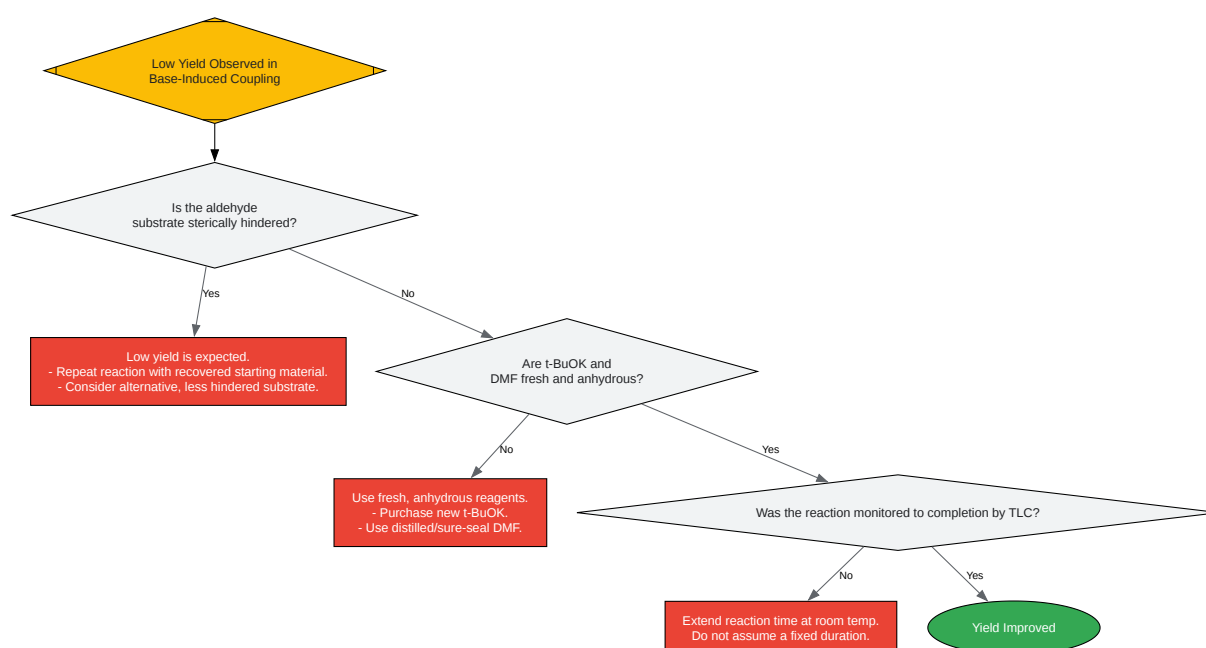 Low Yield Observed in
Base-Induced Coupling
Is the aldehyde
substrate sterically hindered?
Yes
No
Low yield is expected.
- Repeat reaction with recovered starting material.
- Consider alternative, less hindered substrate.
Are t-BuOK and
DMF fresh and anhydrous?
No
Yes
Use fresh, anhydrous reagents.
- Purchase new t-BuOK.
- Use distilled/sure-seal DMF.
Was the reaction monitored to completion by TLC?
No
Yes
Extend reaction time at room temp.
Do not assume a fixed duration.
Yield Improved